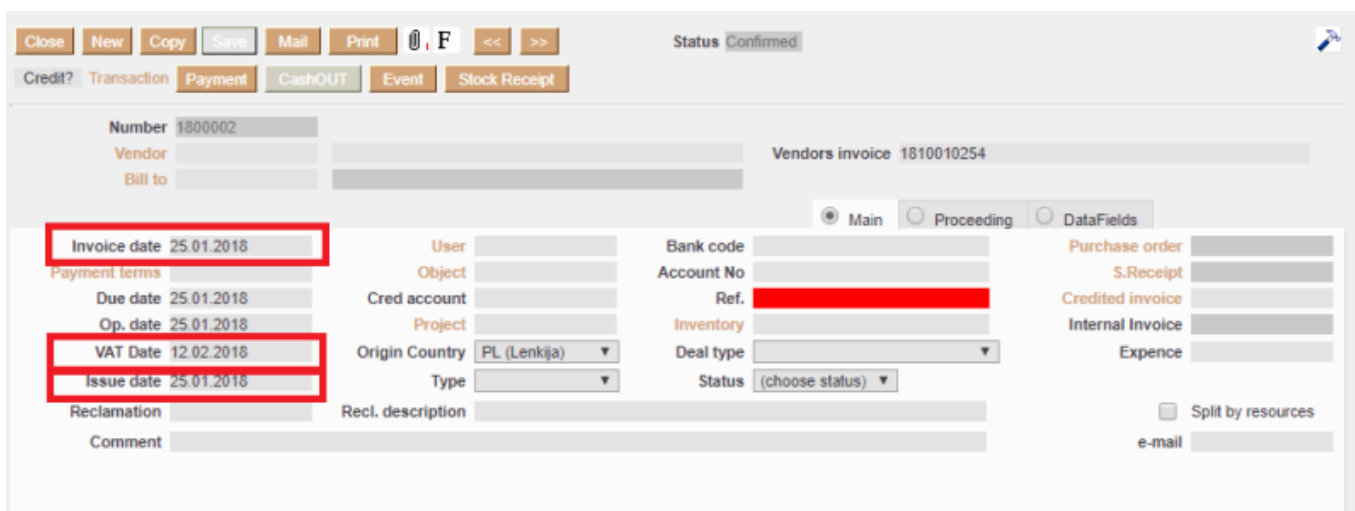 Close New Copy Save Mail Print F << >> Status Confirmed
Credit? Transaction Payment CashOUT Event Stock Receipt
Number 1800002
Vendor Vendors invoice 1810010254
Bill to
Main Proceeding DataFields
Invoice date 25.01.2018 User Bank code Purchase order
Payment terms Object Account No S.Receipt
Due date 25.01.2018 Cred account Ref. Credited invoice
Op. date 25.01.2018 Project Inventory Internal Invoice
VAT Date 12.02.2018 Origin Country PL (Lenkija) Deal type Expence
Issue date 25.01.2018 Type Status (choose status)
Reclamation Recl. description Split by resources
Comment e-mail